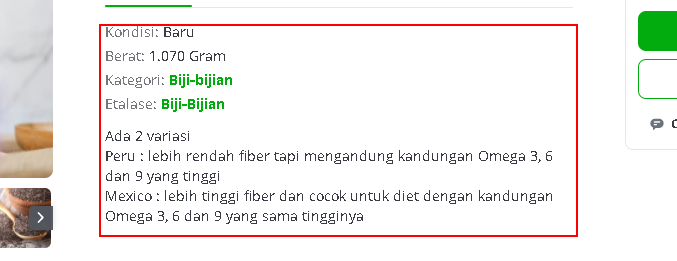 Kondisi: Baru
Berat: 1.070 Gram
Kategori: Biji-bijian
Etalase: Biji-Bijian
Ada 2 variasi
Peru : lebih rendah fiber tapi mengandung kandungan Omega 3, 6
dan 9 yang tinggi
Mexico : lebih tinggi fiber dan cocok untuk diet dengan kandungan
Omega 3, 6 dan 9 yang sama tingginya